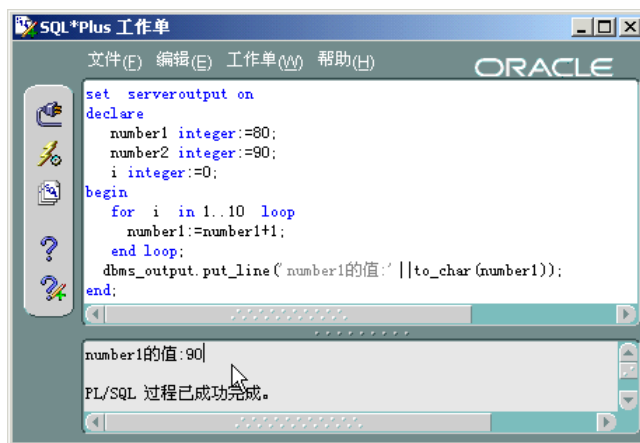 SQL*Plus 工作单
文件(F) 编辑(E) 工作单(W) 帮助(H) ORACLE
set serveroutput on
declare
number1 integer:=80;
number2 integer:=90;
i integer:=0;
begin
for i in 1..10 loop
number1:=number1+1;
end loop;
dbms_output.put_line('number1的值:'||to_char(number1));
end;
number1的值:90
PL/SQL 过程已成功完成。